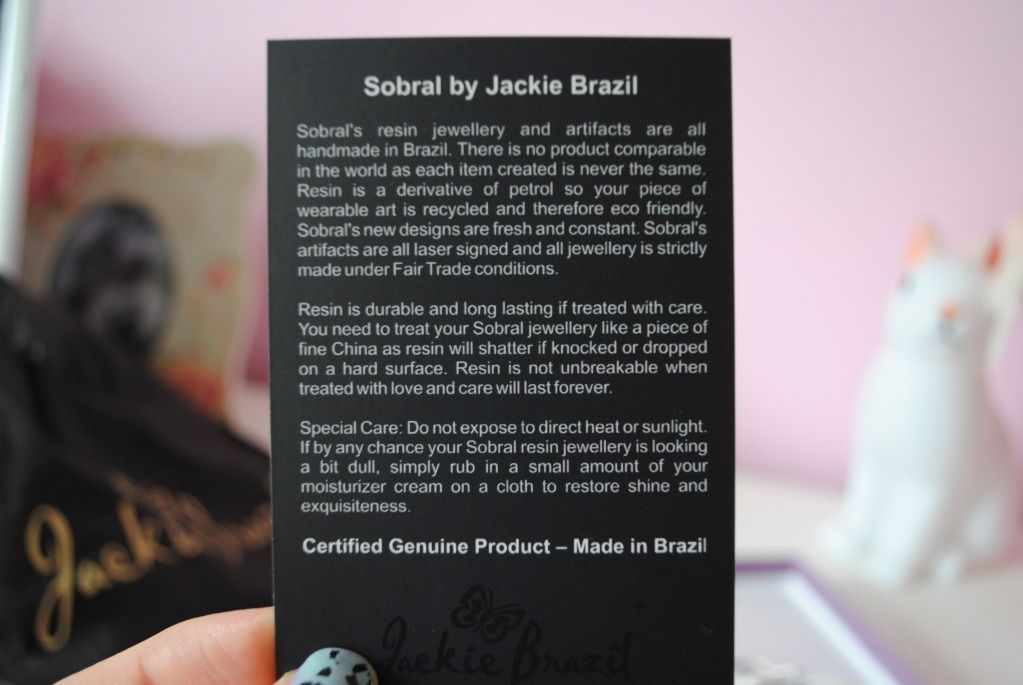 Sobral by Jackie Brazil
Sobral's resin jewellery and artifacts are all
handmade in Brazil. There is no product comparable
in the world as each item created is never the same.
Resin is a derivative of petrol so your piece of
wearable art is recycled and therefore eco friendly.
Sobral's new designs are fresh and constant. Sobral's
artifacts are all laser signed and all jewellery is strictly
made under Fair Trade conditions.
Resin is durable and long lasting if treated with care.
You need to treat your Sobral jewellery like a piece of
fine China as resin will shatter if knocked or dropped
on a hard surface. Resin is not unbreakable when
treated with love and care will last forever.
Special Care: Do not expose to direct heat or sunlight.
If by any chance your Sobral resin jewellery is looking
a bit dull, simply rub in a small amount of your
moisturizer cream on a cloth to restore shine and
exquisiteness.
Certified Genuine Product – Made in Brazil
Jackie Brazil
Jackie